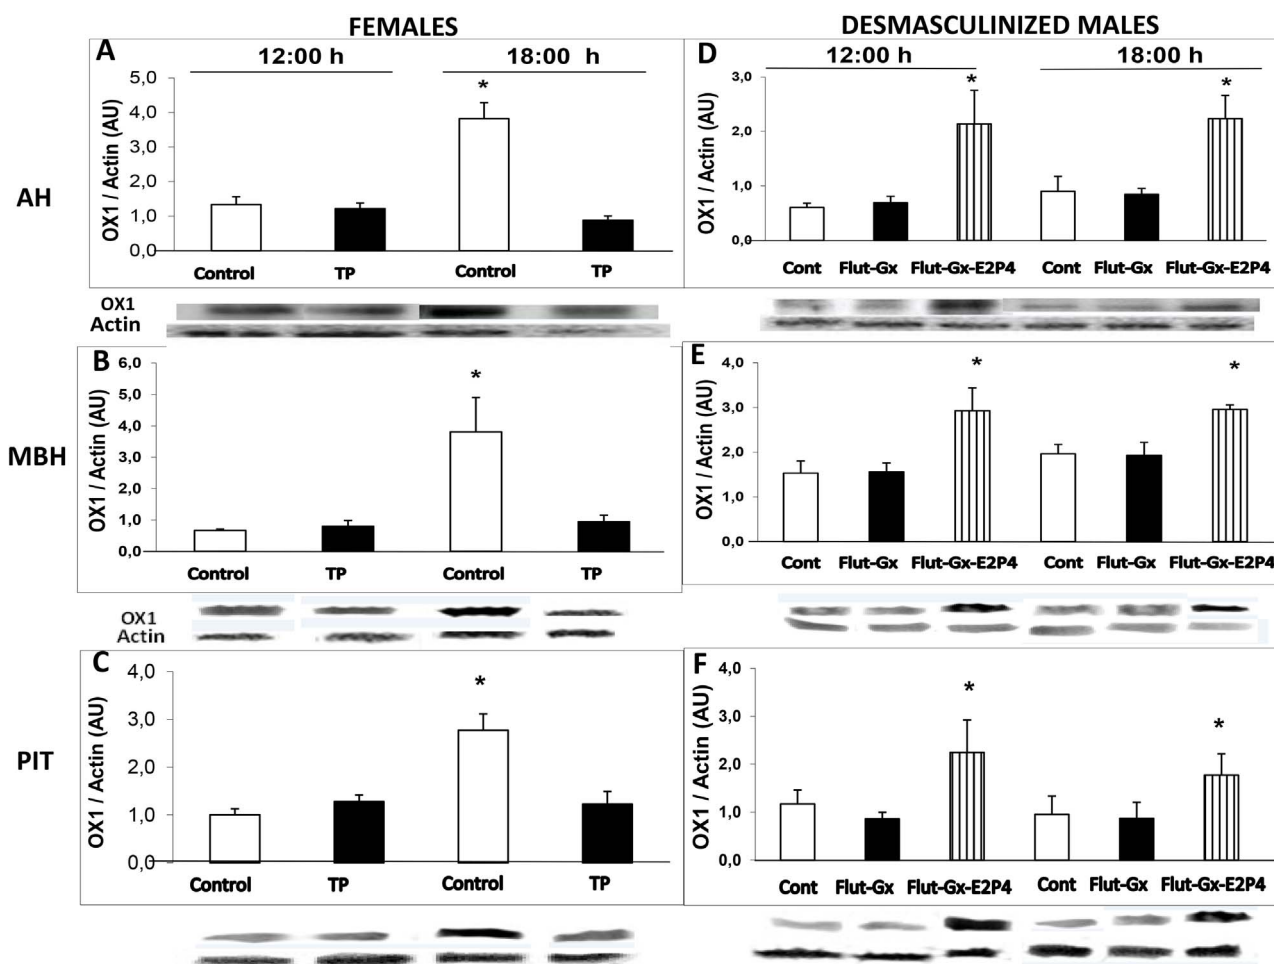 FEMALES
DESMASCULINIZED MALES
A
12:00 h
18:00 h
AH
OX1 / Actin (AU)
5,0
4,0
3,0
2,0
1,0
0,0
*
Control
TP
Control
TP
OX1
Actin
D
12:00 h
18:00 h
OX1 / Actin (AU)
3,0
2,0
1,0
0,0
*
*
Cont
Flut-Gx
Flut-Gx-E2P4
Cont
Flut-Gx
Flut-Gx-E2P4
B
MBH
OX1 / Actin (AU)
6,0
5,0
4,0
3,0
2,0
1,0
0,0
*
Control
TP
Control
TP
OX1
Actin
E
OX1 / Actin (AU)
4,0
3,0
2,0
1,0
0,0
*
*
Cont
Flut-Gx
Flut-Gx-E2P4
Cont
Flut-Gx
Flut-Gx-E2P4
C
PIT
OX1 / Actin (AU)
4,0
3,0
2,0
1,0
0,0
*
Control
TP
Control
TP
F
OX1 / Actin (AU)
4,0
3,0
2,0
1,0
0,0
*
*
Cont
Flut-Gx
Flut-Gx-E2P4
Cont
Flut-Gx
Flut-Gx-E2P4